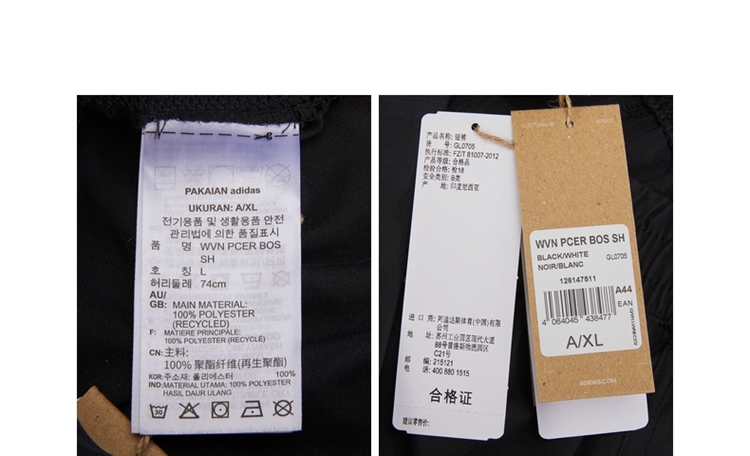 PAKAIAN adidas
UKURAN: A/XL
전기용품 및 생활용품 안전
관리법에 의한 품질표시
품 명 WVN PCER BOS
SH
호 칭 L
허리둘레 74cm
AU/
GB: MAIN MATERIAL:
100% POLYESTER
(RECYCLED)
F: MATIERE PRINCIPALE:
100% POLYESTER (RECYCLÉ)
CN: 主料:
100% 聚酯纤维(再生聚酯)
KOR: 주소재: 폴리에스터 100%
IND: MATERIAL UTAMA: 100% POLYESTER
HASIL DAUR ULANG
产品名称: 短裤
货 号: GL0705
执行标准: FZ/T 81007-2012
产品等级: 合格品
检验合格: 检18
安全类别: B类
产 地: 印度尼西亚
进 口 商: 阿迪达斯体育(中国)有限
公司
地 址: 苏州工业园区现代大道
88号普洛斯物流园区
C21号
邮 编: 215121
电 话: 400 880 1515
合格证
建议零售价:
WVN PCER BOS SH
BLACK/WHITE GL0705
NOIR/BLANC
126147611
A44
EAN
4 064045 438477
A/XL